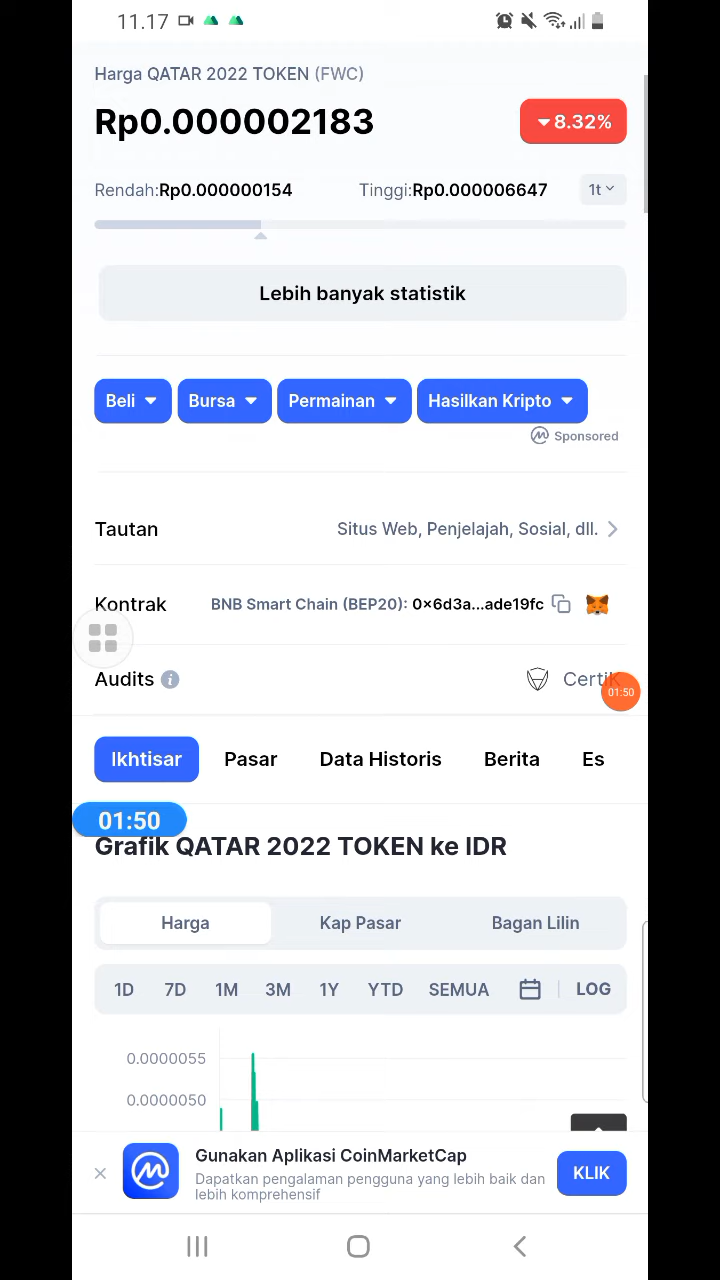 11.17
Harga QATAR 2022 TOKEN (FWC)
Rp0.000002183
8.32%
Rendah:Rp0.000000154
Tinggi:Rp0.000006647
1t
Lebih banyak statistik
Beli
Bursa
Permainan
Hasilkan Kripto
Sponsored
Tautan
Situs Web, Penjelajah, Sosial, dll.
Kontrak
BNB Smart Chain (BEP20): 0×6d3a...ade19fc
Audits
CertiK
01:50
Ikhtisar
Pasar
Data Historis
Berita
Es
01:50
Grafik QATAR 2022 TOKEN ke IDR
Harga
Kap Pasar
Bagan Lilin
1D
7D
1M
3M
1Y
YTD
SEMUA
LOG
0.0000055
0.0000050
Gunakan Aplikasi CoinMarketCap
Dapatkan pengalaman pengguna yang lebih baik dan
lebih komprehensif
KLIK